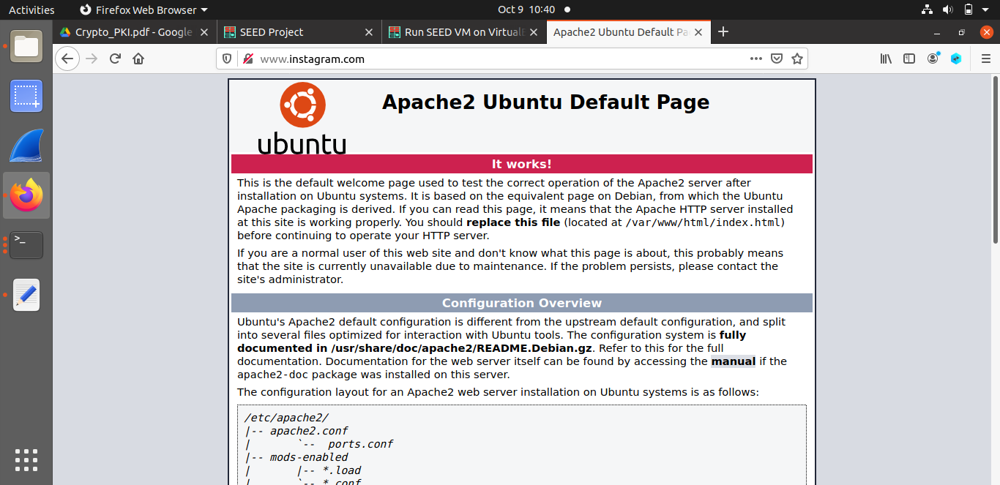 Activities Firefox Web Browser Oct 9 10:40
Crypto_PKI.pdf - Google SEED Project Run SEED VM on Virtual Apache2 Ubuntu Default Pa
www.instagram.com
ubuntu
Apache2 Ubuntu Default Page
It works!
This is the default welcome page used to test the correct operation of the Apache2 server after
installation on Ubuntu systems. It is based on the equivalent page on Debian, from which the Ubuntu
Apache packaging is derived. If you can read this page, it means that the Apache HTTP server installed
at this site is working properly. You should replace this file (located at /var/www/html/index.html)
before continuing to operate your HTTP server.
If you are a normal user of this web site and don't know what this page is about, this probably means
that the site is currently unavailable due to maintenance. If the problem persists, please contact the
site's administrator.
Configuration Overview
Ubuntu's Apache2 default configuration is different from the upstream default configuration, and split
into several files optimized for interaction with Ubuntu tools. The configuration system is fully
documented in /usr/share/doc/apache2/README.Debian.gz. Refer to this for the full
documentation. Documentation for the web server itself can be found by accessing the manual if the
apache2-doc package was installed on this server.
The configuration layout for an Apache2 web server installation on Ubuntu systems is as follows:
/etc/apache2/
|-- apache2.conf
|       `--  ports.conf
|-- mods-enabled
|       |-- *.load
|       `-- *.conf